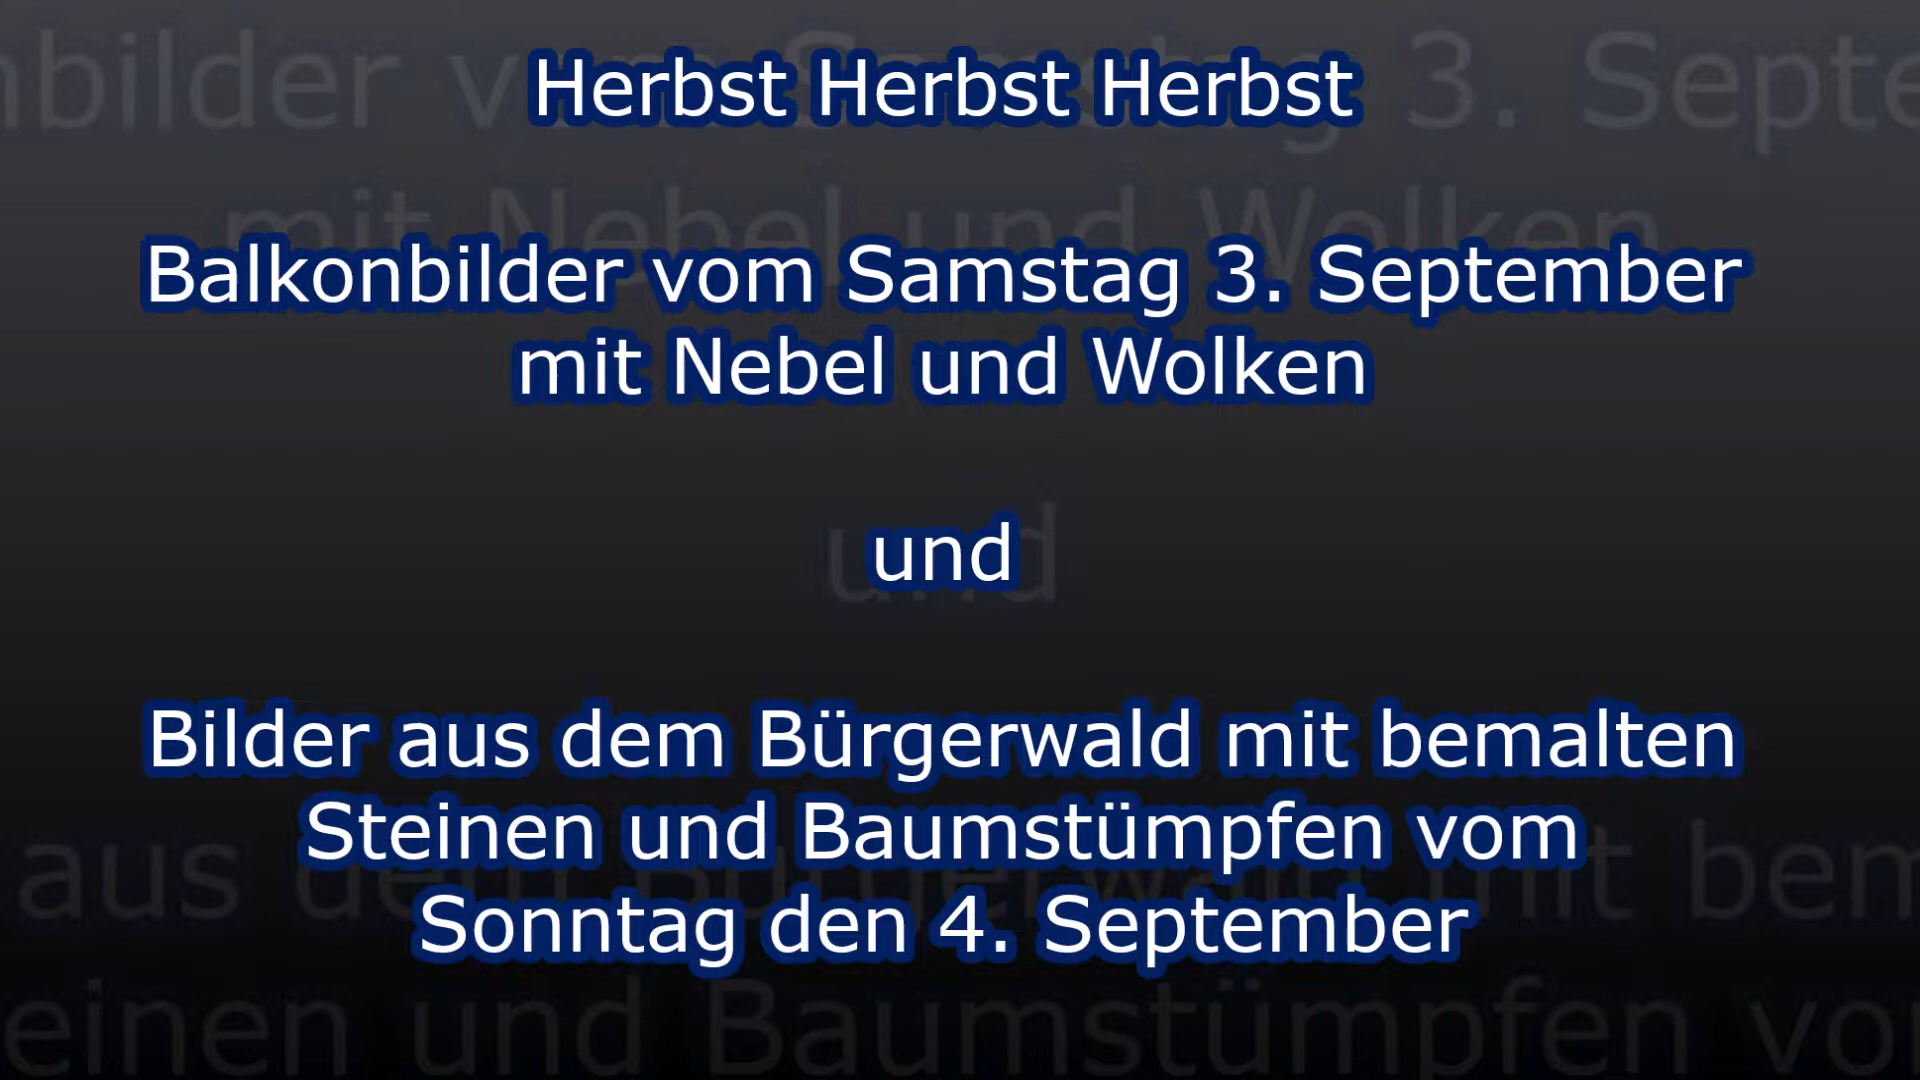 Herbst Herbst Herbst
Balkonbilder vom Samstag 3. September
mit Nebel und Wolken
und
Bilder aus dem Bürgerwald mit bemalten
Steinen und Baumstümpfen vom
Sonntag den 4. September